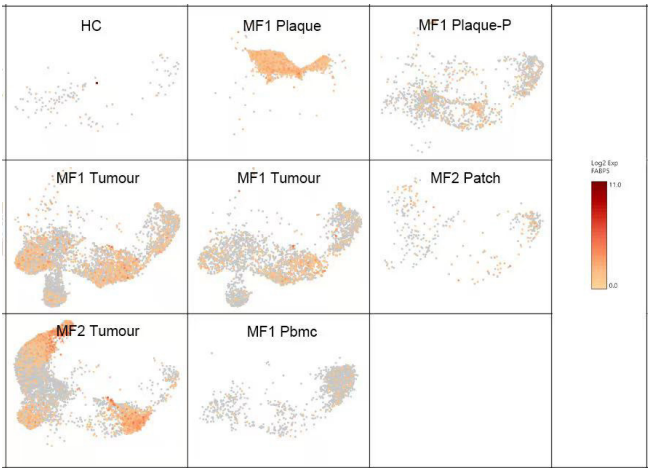 HC
MF1 Plaque
MF1 Plaque-P
MF1 Tumour
MF1 Tumour
MF2 Patch
Log2 Exp
FABP5
11.0
0.0
MF2 Tumour
MF1 Pbmc